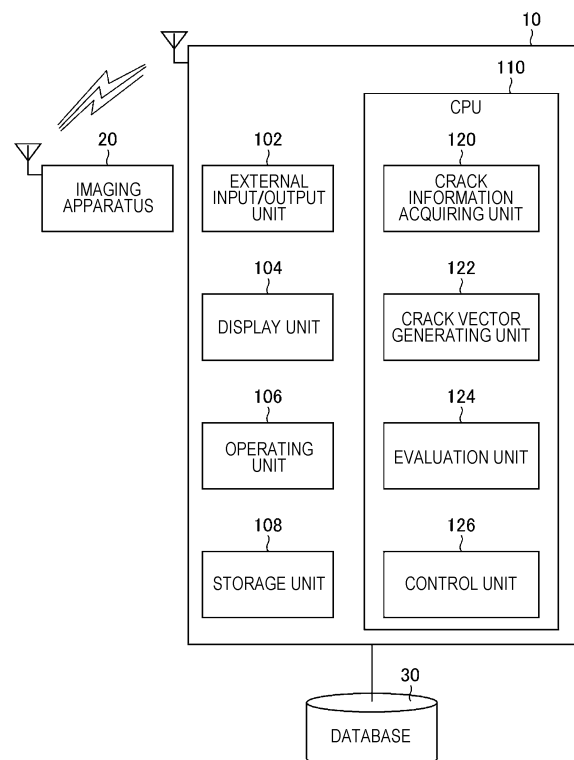 10
110
CPU
20
IMAGING
APPARATUS
102
EXTERNAL
INPUT/OUTPUT
UNIT
120
CRACK
INFORMATION
ACQUIRING UNIT
104
DISPLAY UNIT
122
CRACK VECTOR
GENERATING UNIT
106
OPERATING
UNIT
124
EVALUATION UNIT
108
STORAGE UNIT
126
CONTROL UNIT
30
DATABASE